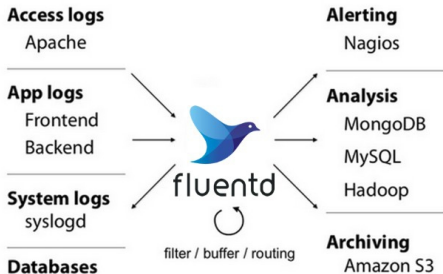 Access logs
Apache
App logs
Frontend
Backend
System logs
syslogd
Databases
fluentd
filter / buffer / routing
Alerting
Nagios
Analysis
MongoDB
MySQL
Hadoop
Archiving
Amazon S3